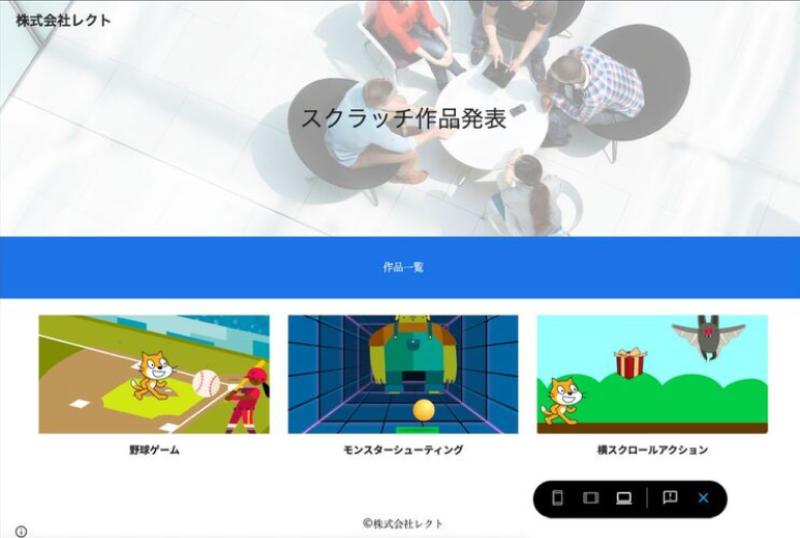 株式会社レクト
スクラッチ作品発表
作品一覧
野球ゲーム
モンスターシューティング
横スクロールアクション
©株式会社レクト